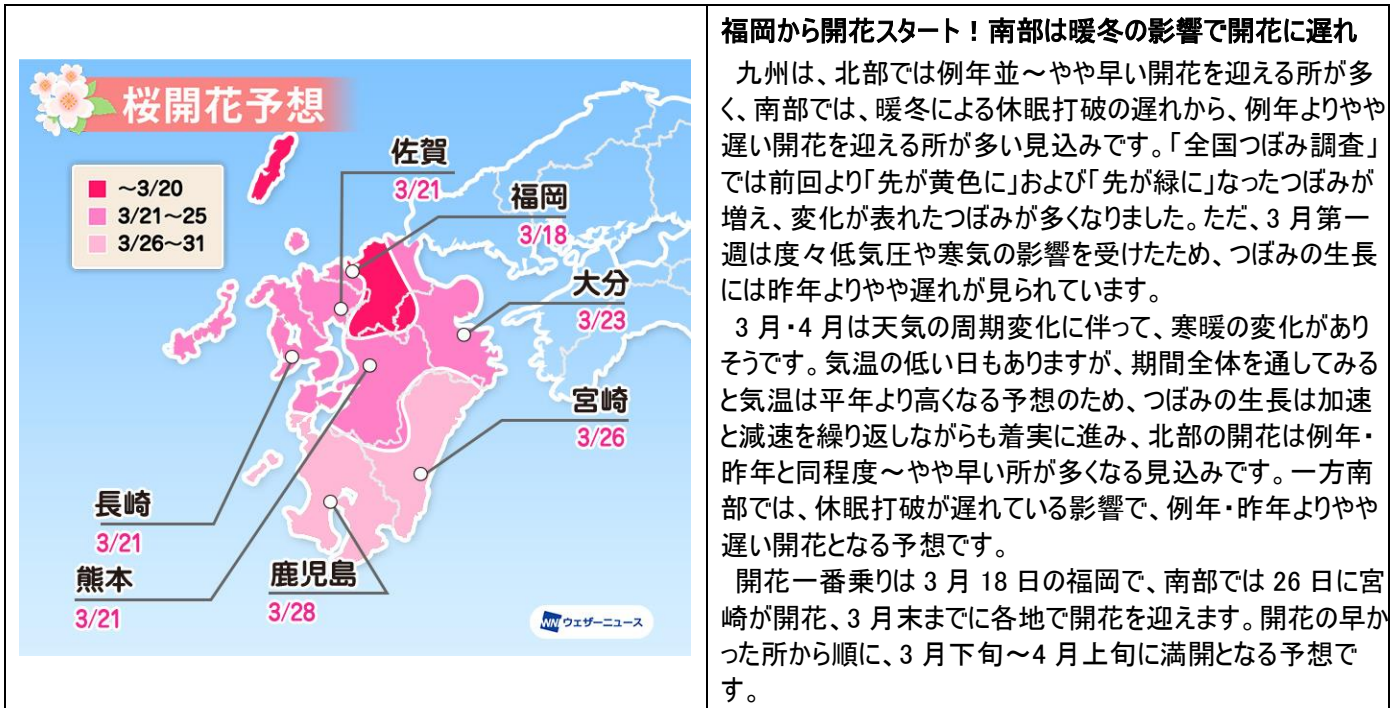 桜開花予想
～3/20
3/21～25
3/26～31
佐賀
3/21
福岡
3/18
大分
3/23
宮崎
3/26
長崎
3/21
熊本
3/21
鹿児島
3/28
WN ウェザーニュース
福岡から開花スタート！南部は暖冬の影響で開花に遅れ
九州は、北部では例年並～やや早い開花を迎える所が多
く、南部では、暖冬による休眠打破の遅れから、例年よりやや
遅い開花を迎える所が多い見込みです。「全国つぼみ調査」
では前回より「先が黄色に」および「先が緑に」なったつぼみが
増え、変化が表れたつぼみが多くなりました。ただ、3 月第一
週は度々低気圧や寒気の影響を受けたため、つぼみの生長
には昨年よりやや遅れが見られています。
3 月・4 月は天気の周期変化に伴って、寒暖の変化があり
そうです。気温の低い日もありますが、期間全体を通してみる
と気温は平年より高くなる予想のため、つぼみの生長は加速
と減速を繰り返しながらも着実に進み、北部の開花は例年・
昨年と同程度～やや早い所が多くなる見込みです。一方南
部では、休眠打破が遅れている影響で、例年・昨年よりやや
遅い開花となる予想です。
開花一番乗りは 3 月 18 日の福岡で、南部では 26 日に宮
崎が開花、3 月末までに各地で開花を迎えます。開花の早か
った所から順に、3 月下旬～4 月上旬に満開となる予想で
す。